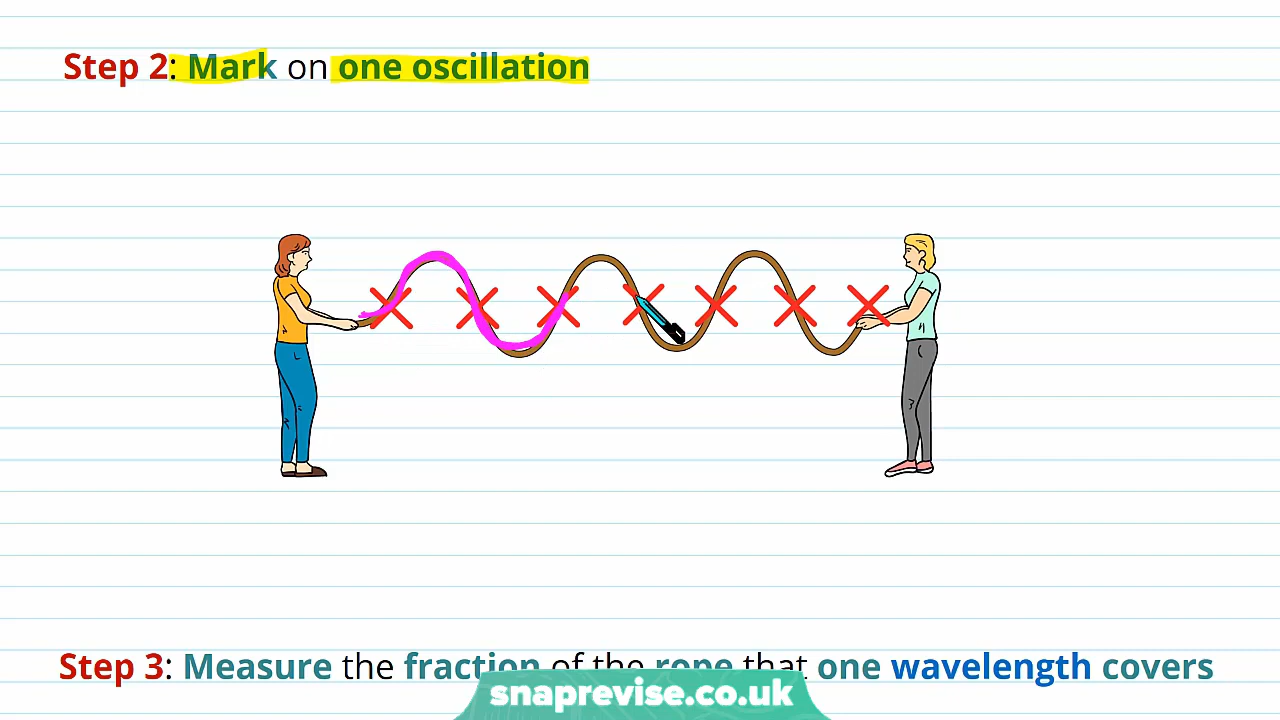 Step 2: Mark on one oscillation
Step 3: Measure the fraction of the rope that one wavelength covers
snaprevise.co.uk